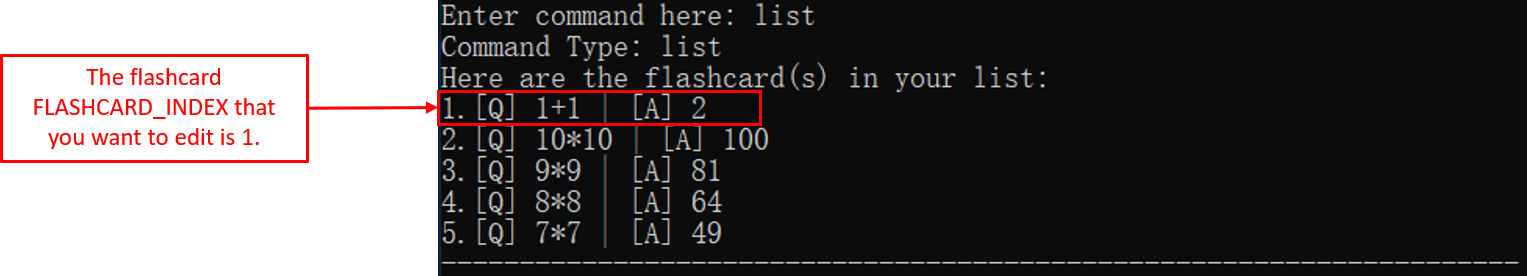 The flashcard
FLASHCARD_INDEX that
you want to edit is 1.
Enter command here: list
Command Type: list
Here are the flashcard(s) in your list:
1.[Q] 1+1 | [A] 2
2.[Q] 10*10 | [A] 100
3.[Q] 9*9 | [A] 81
4.[Q] 8*8 | [A] 64
5.[Q] 7*7 | [A] 49
---------------------------------------------------------------------